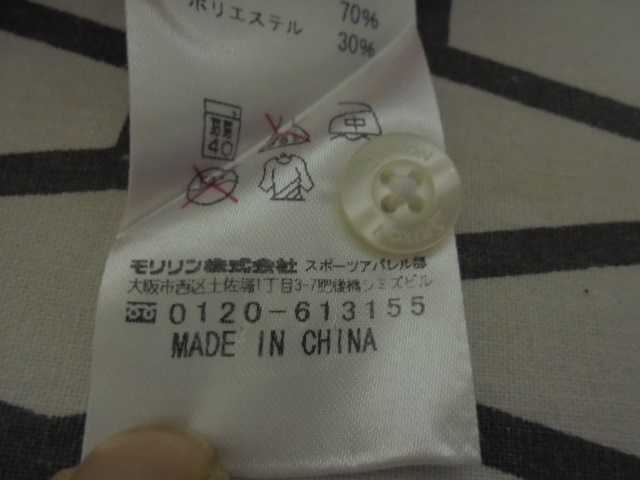 70%
ポリエステル 30%
40
中
モリリン株式会社 スポーツアパレル部
大阪市西区土佐堀1丁目3-7肥後橋シミズビル
0120-613155
MADE IN CHINA